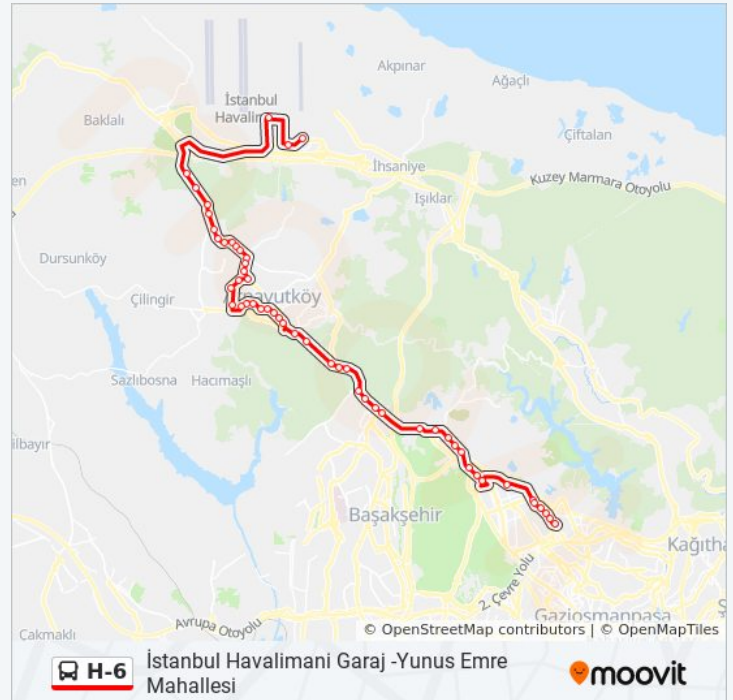 Akpınar
Ağaçlı
İstanbul
Havalim
Baklalı
Çiftalan
İhsaniye
Kuzey Marmara Otoyolu
en
Işıklar
Dursunköy
Çilingir
Arnavutköy
Sazlıbosna
Hacımaşlı
ilbayır
Başakşehir
Kağıtha
2. Çevre Yolu
Gaziosmanpaşa
Avrupa Otoyolu
Çakmaklı
© OpenStreetMap contributors | © OpenMapTiles
H-6
İstanbul Havalimani Garaj -Yunus Emre
Mahallesi
moovit